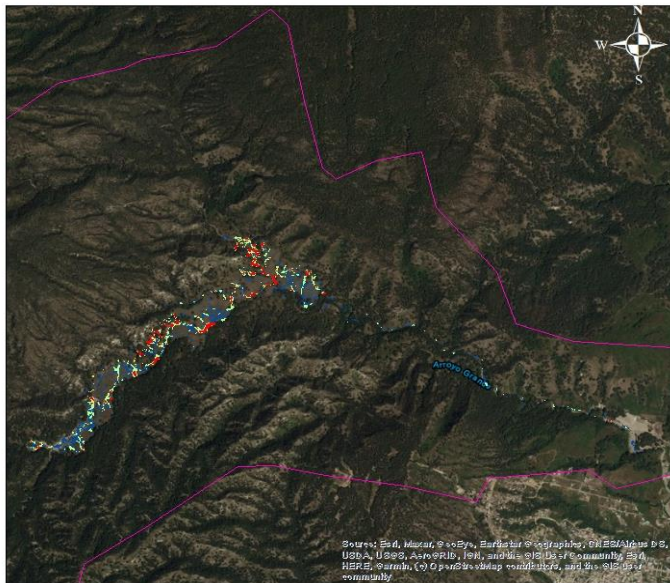 N
W
E
S
Arroyo Grande
Source: Esri, Maxar, GeoEye, Earthstar Geographics, CNES/Airbus DS,
USDA, USGS, AeroGRID, IGN, and the GIS User Community, Esri,
HERE, Garmin, (c) OpenStreetMap contributors, and the GIS user
community